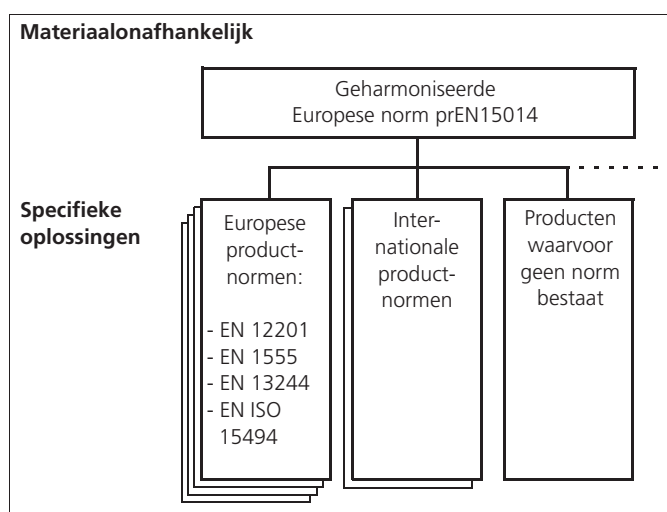 Materiaalonafhankelijk
Geharmoniseerde
Europese norm prEN15014
Specifieke
oplossingen
Europese
product-
normen:
- EN 12201
- EN 1555
- EN 13244
- EN ISO
15494
Inter-
nationale
product-
normen
Producten
waarvoor
geen norm
bestaat